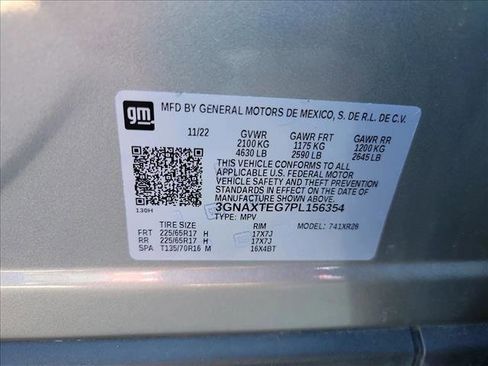 gm
MFD BY GENERAL MOTORS DE MEXICO, S. DE R.L. DE C.V.
11/22 GVWR GAWR FRT GAWR RR
2100 KG 1175 KG 1200 KG
4630 LB 2590 LB 2645 LB
THIS VEHICLE CONFORMS TO ALL
APPLICABLE U.S. FEDERAL MOTOR
VEHICLE SAFETY, BUMPER, AND THEFT
PREVENTION STANDARDS IN EFFECT
ON THE DATE OF MANUFACTURE
SHOWN ABOVE.
3GNAXTEG7PL156354
130H TYPE: MPV
TIRE SIZE RIM MODEL: 741XR26
FRT 225/65R17 H 17X7J
RR 225/65R17 H 17X7J
SPA T135/70R16 M 16X4BT